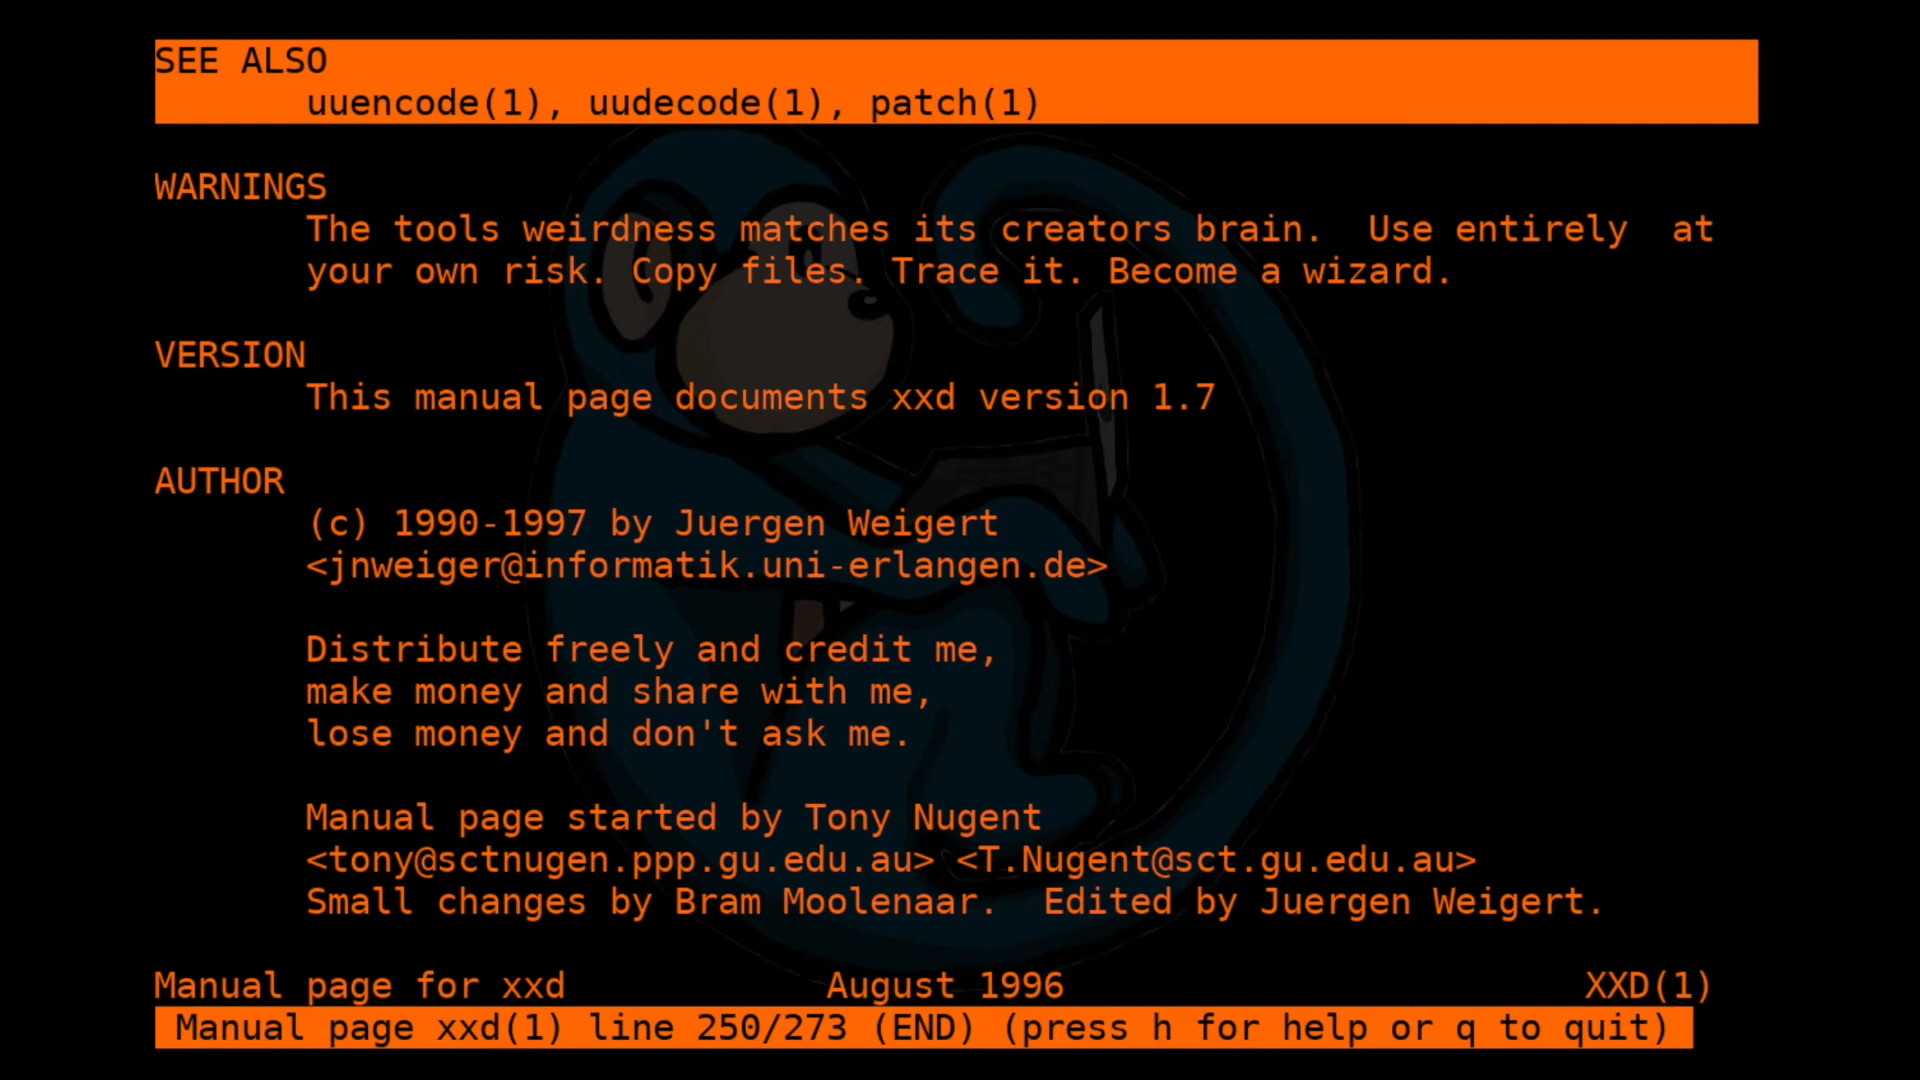 SEE ALSO
uuencode(1), uudecode(1), patch(1)
WARNINGS
The tools weirdness matches its creators brain.  Use entirely  at
your own risk. Copy files. Trace it. Become a wizard.
VERSION
This manual page documents xxd version 1.7
AUTHOR
(c) 1990-1997 by Juergen Weigert
<jnweiger@informatik.uni-erlangen.de>
Distribute freely and credit me,
make money and share with me,
lose money and don't ask me.
Manual page started by Tony Nugent
<tony@sctnugen.ppp.gu.edu.au> <T.Nugent@sct.gu.edu.au>
Small changes by Bram Moolenaar.  Edited by Juergen Weigert.
Manual page for xxd August 1996 XXD(1)
Manual page xxd(1) line 250/273 (END) (press h for help or q to quit)